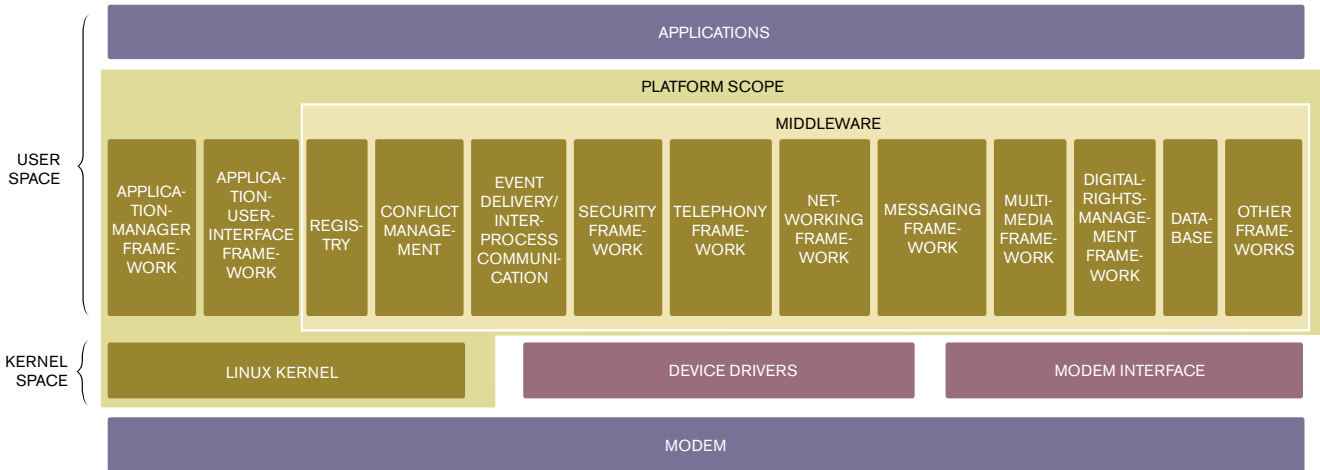 APPLICATIONS
PLATFORM SCOPE
MIDDLEWARE
USER
SPACE
APPLICA-
TION-
MANAGER
FRAME-
WORK
APPLICA-
TION-
USER-
INTERFACE
FRAME-
WORK
REGIS-
TRY
CONFLICT
MANAGE-
MENT
EVENT
DELIVERY/
INTER-
PROCESS
COMMUNI-
CATION
SECURITY
FRAME-
WORK
TELEPHONY
FRAME-
WORK
NET-
WORKING
FRAME-
WORK
MESSAGING
FRAME-
WORK
MULTI-
MEDIA
FRAME-
WORK
DIGITAL-
RIGHTS-
MANAGE-
MENT
FRAME-
WORK
DATA-
BASE
OTHER
FRAME-
WORKS
KERNEL
SPACE
LINUX KERNEL
DEVICE DRIVERS
MODEM INTERFACE
MODEM